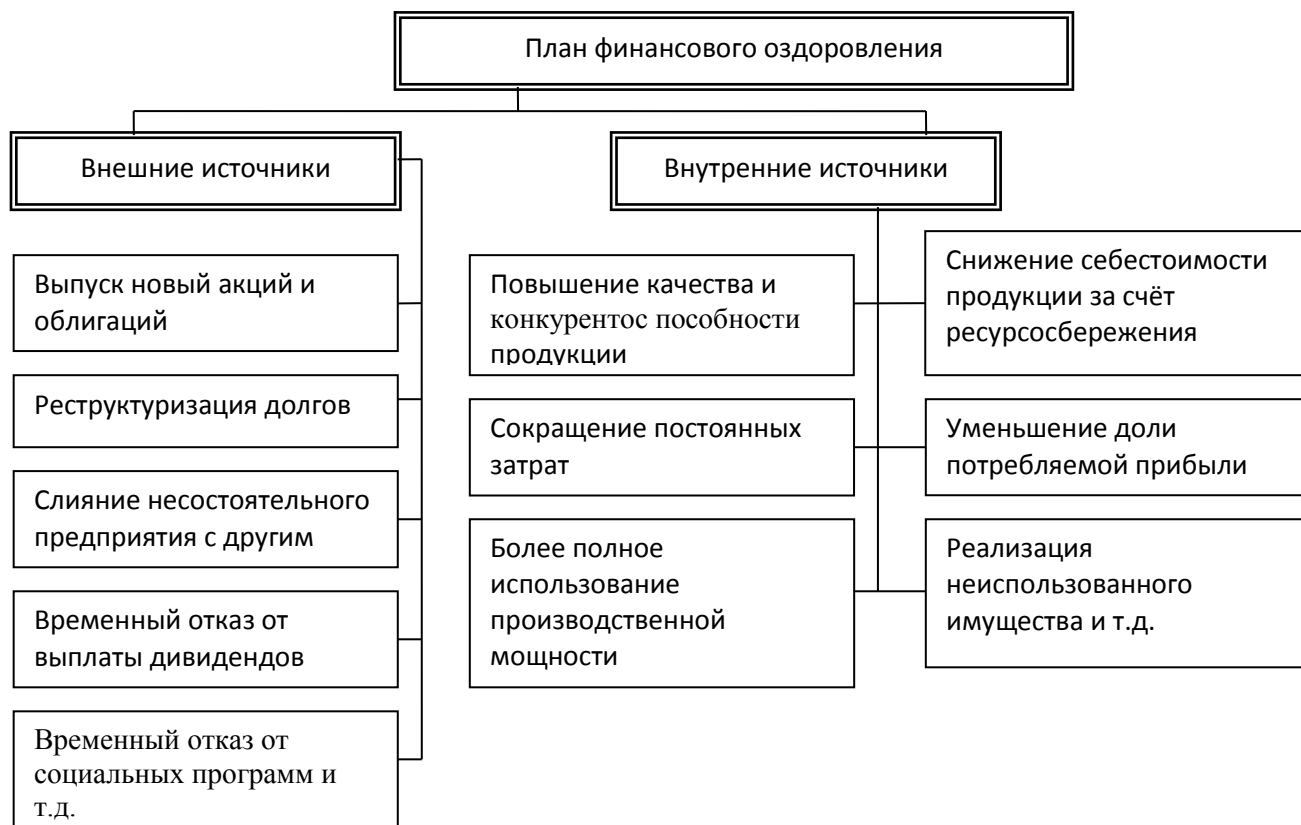 План финансового оздоровления
Внешние источники
Внутренние источники
Выпуск новый акций и
облигаций
Реструктуризация долгов
Слияние несостоятельного
предприятия с другим
Временный отказ от
выплаты дивидендов
Временный отказ от
социальных программ и
т.д.
Повышение качества и
конкурентос пособности
продукции
Сокращение постоянных
затрат
Более полное
использование
производственной
мощности
Снижение себестоимости
продукции за счёт
ресурсосбережения
Уменьшение доли
потребляемой прибыли
Реализация
неиспользованного
имущества и т.д.